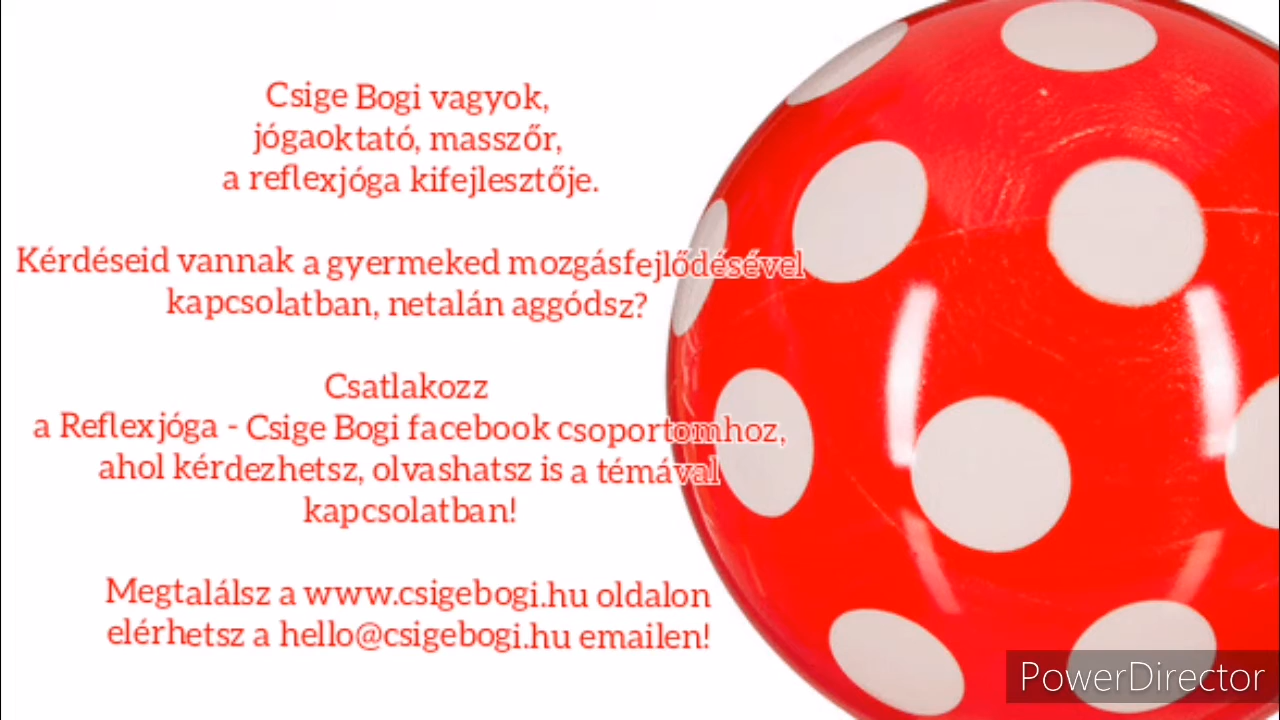 Csige Bogi vagyok,
jógaoktató, masszőr,
a reflexjóga kifejlesztője.
Kérdéseid vannak a gyermeked mozgásfejlődésével
kapcsolatban, netalán aggódsz?
Csatlakozz
a Reflexjóga - Csige Bogi facebook csoportomhoz,
ahol kérdezhetsz, olvashatsz is a témával
kapcsolatban!
Megtalálsz a www.csigebogi.hu oldalon
elérhetsz a hello@csigebogi.hu emailen!
PowerDirector